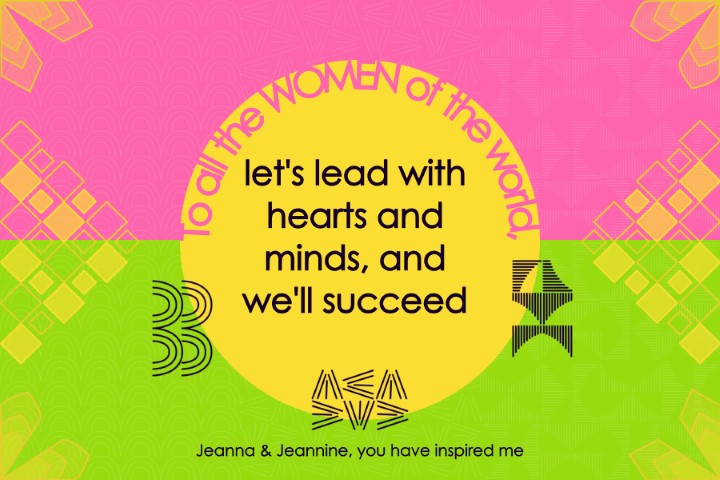 To all the WOMEN of the world,
let's lead with
hearts and
minds, and
we'll succeed
Jeanna & Jeannine, you have inspired me